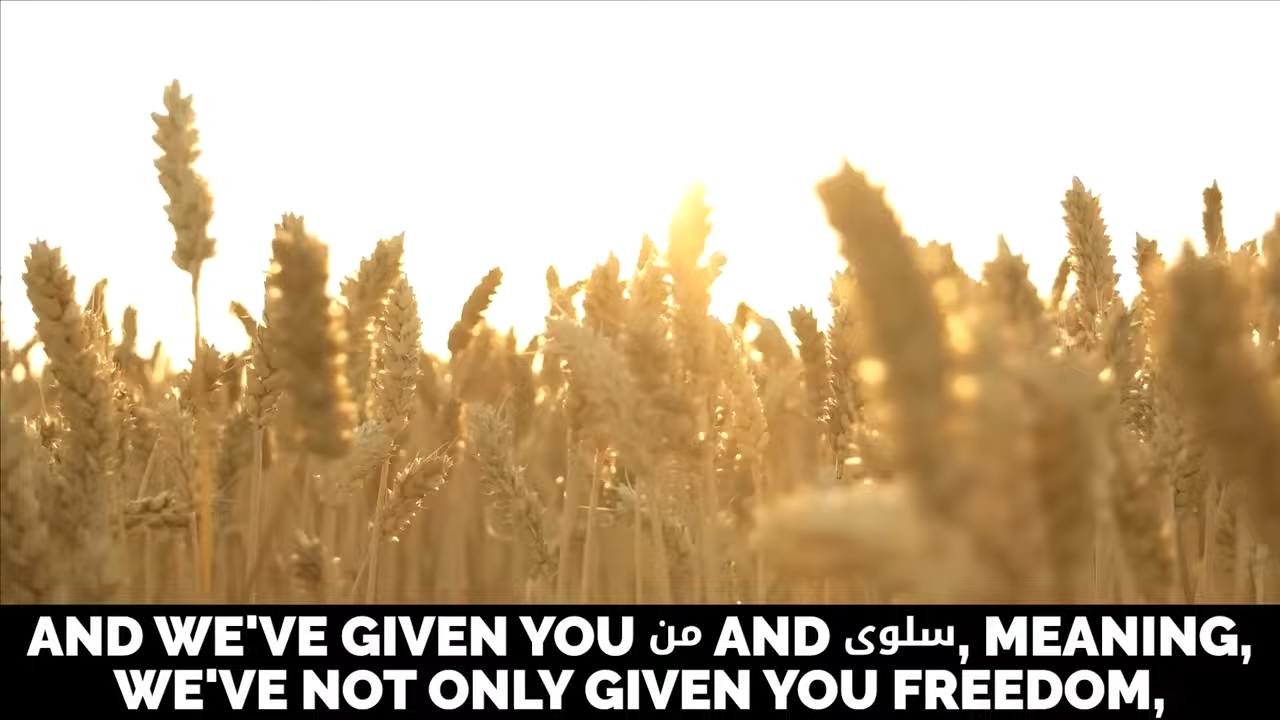 AND WE'VE GIVEN YOU من AND سلوى, MEANING,
WE'VE NOT ONLY GIVEN YOU FREEDOM,